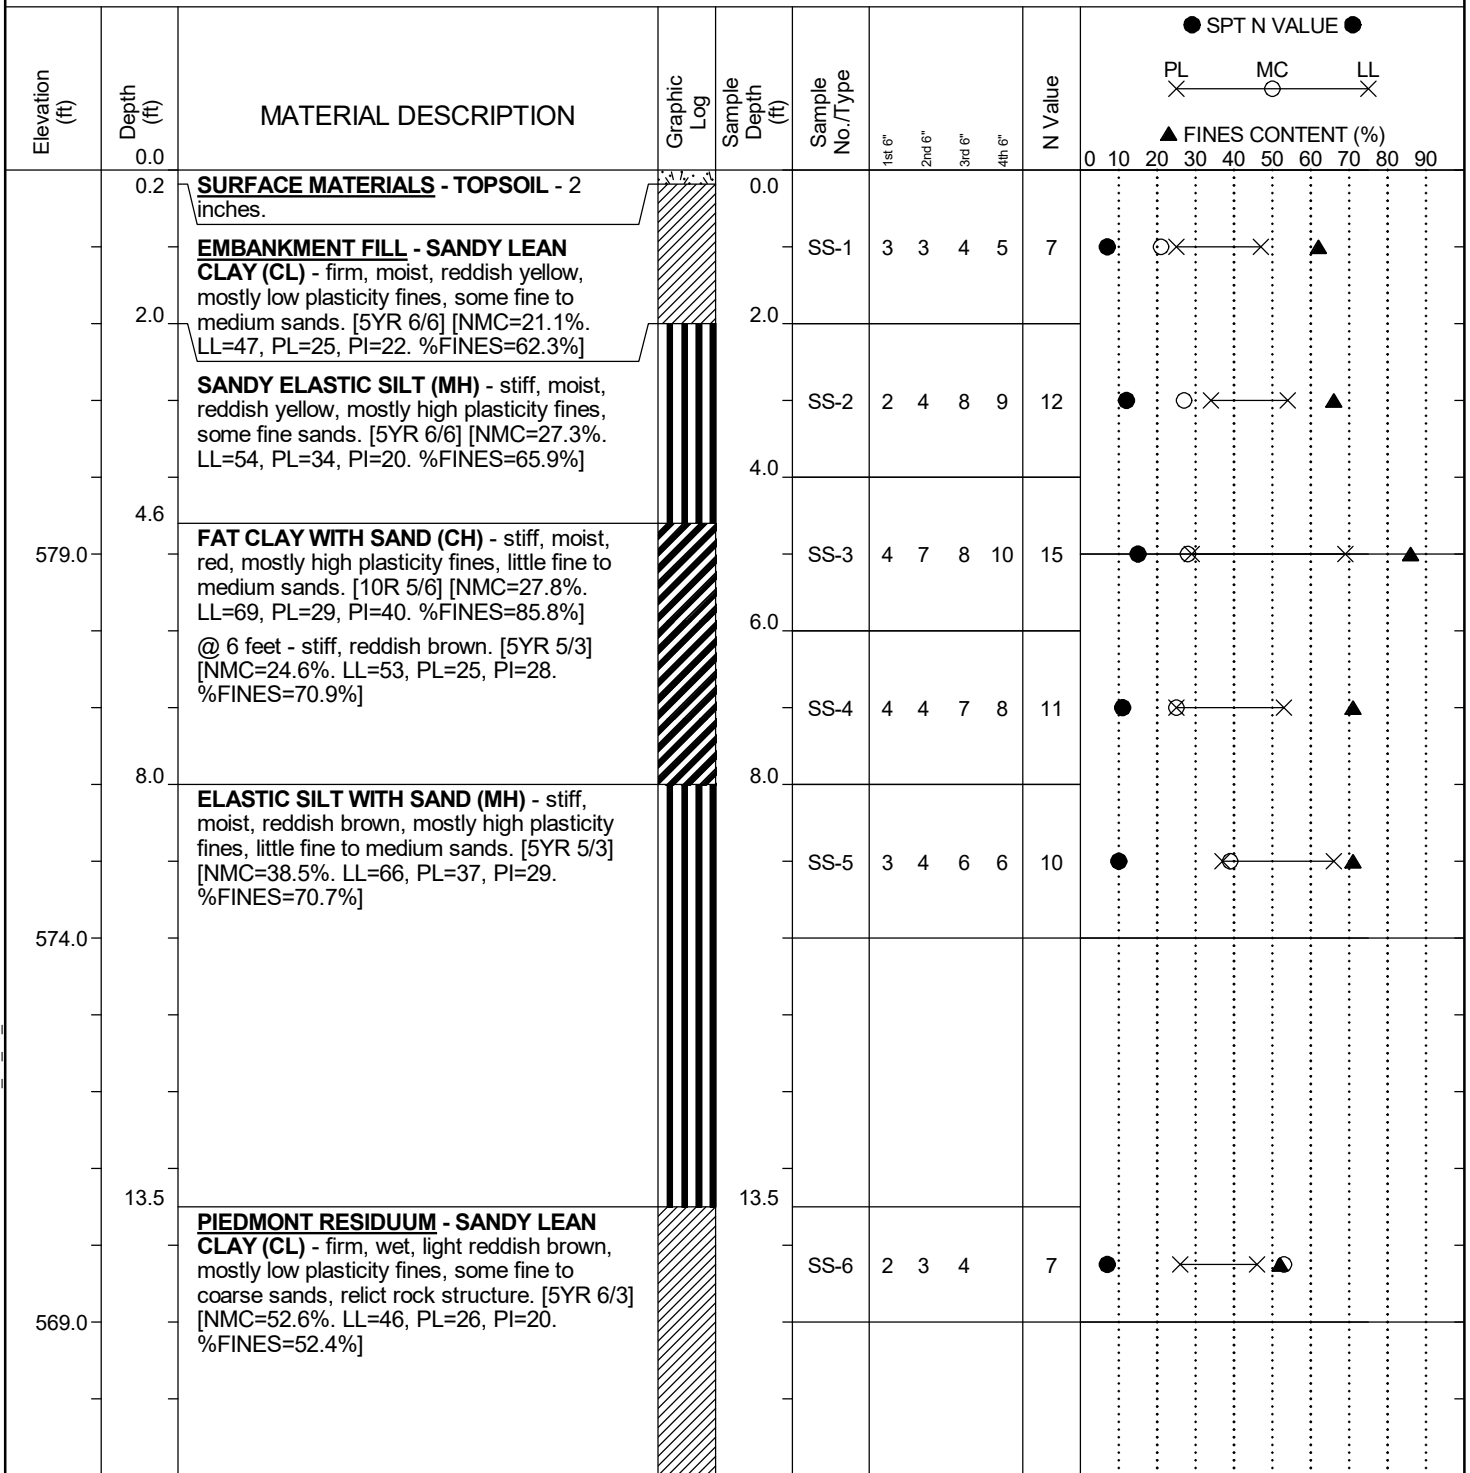 ● SPT N VALUE ●
PL MC LL
▲ FINES CONTENT (%)
0 10 20 30 40 50 60 70 80 90
Elevation
(ft)
Depth
(ft)
0.0
MATERIAL DESCRIPTION
Graphic
Log
Sample
Depth
(ft)
Sample
No./Type
1st 6"
2nd 6"
3rd 6"
4th 6"
N Value
0.2
SURFACE MATERIALS - TOPSOIL - 2
inches.
0.0
EMBANKMENT FILL - SANDY LEAN
CLAY (CL) - firm, moist, reddish yellow,
mostly low plasticity fines, some fine to
medium sands. [5YR 6/6] [NMC=21.1%.
LL=47, PL=25, PI=22. %FINES=62.3%]
SS-1 3 3 4 5 7
2.0
2.0
SANDY ELASTIC SILT (MH) - stiff, moist,
reddish yellow, mostly high plasticity fines,
some fine sands. [5YR 6/6] [NMC=27.3%.
LL=54, PL=34, PI=20. %FINES=65.9%]
SS-2 2 4 8 9 12
4.0
4.6
579.0
FAT CLAY WITH SAND (CH) - stiff, moist,
red, mostly high plasticity fines, little fine to
medium sands. [10R 5/6] [NMC=27.8%.
LL=69, PL=29, PI=40. %FINES=85.8%]
SS-3 4 7 8 10 15
6.0
@ 6 feet - stiff, reddish brown. [5YR 5/3]
[NMC=24.6%. LL=53, PL=25, PI=28.
%FINES=70.9%]
SS-4 4 4 7 8 11
8.0
8.0
ELASTIC SILT WITH SAND (MH) - stiff,
moist, reddish brown, mostly high plasticity
fines, little fine to medium sands. [5YR 5/3]
[NMC=38.5%. LL=66, PL=37, PI=29.
%FINES=70.7%]
SS-5 3 4 6 6 10
574.0
13.5
13.5
PIEDMONT RESIDUUM - SANDY LEAN
CLAY (CL) - firm, wet, light reddish brown,
mostly low plasticity fines, some fine to
coarse sands, relict rock structure. [5YR 6/3]
[NMC=52.6%. LL=46, PL=26, PI=20.
%FINES=52.4%]
SS-6 2 3 4 7
569.0